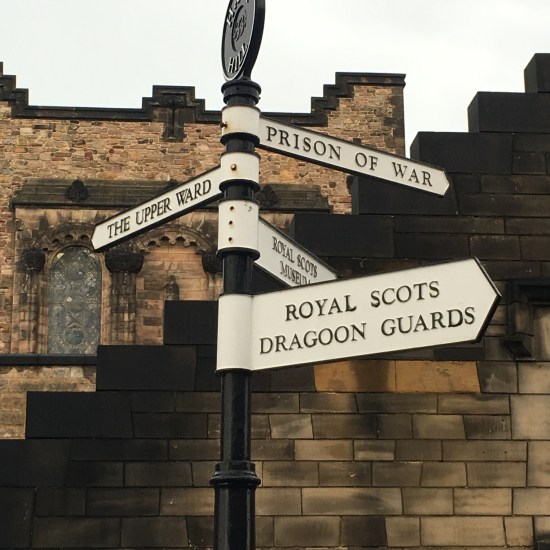 PRISON OF WAR
THE UPPER WARD
ROYAL SCOTS
MUSEUM
ROYAL SCOTS
DRAGOON GUARDS